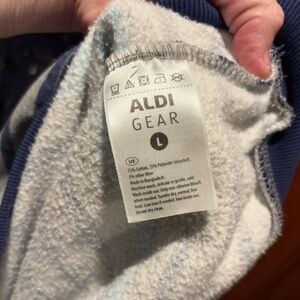 ALDI
GEAR
L
US
72% Cotton, 25% Polyester (recycled),
3% other fiber
Made in Bangladesh.
Machine wash, delicate or gentle, cold.
Wash inside out. Only non-chlorine bleach
when needed. Tumble dry, normal, low
heat. Low iron if needed. Iron inside out.
Do not dry clean.